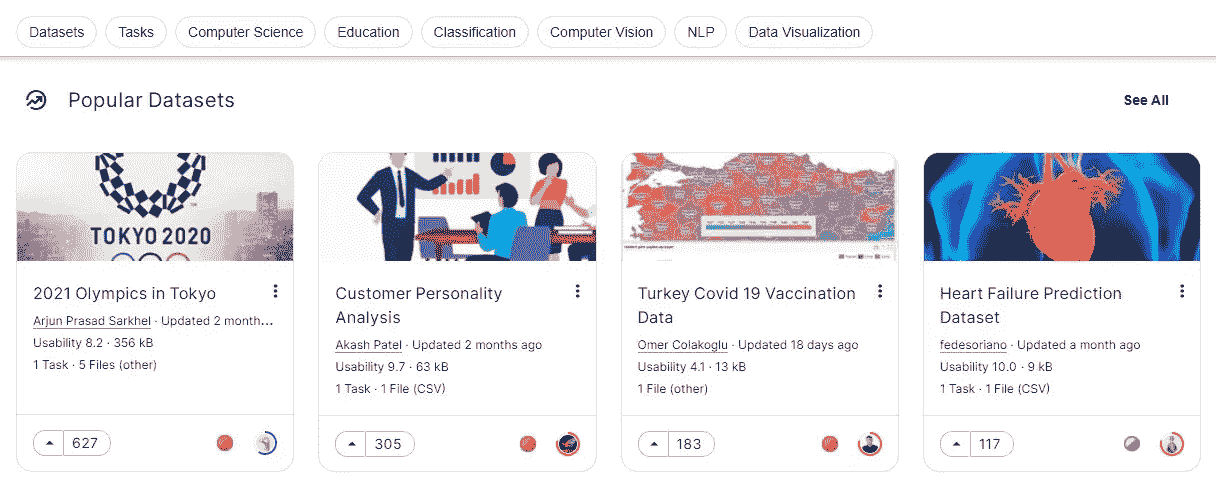 Datasets Tasks Computer Science Education Classification Computer Vision NLP Data Visualization
Popular Datasets See All
TOKYO 2020
2021 Olympics in Tokyo
Arjun Prasad Sarkhel · Updated 2 month...
Usability 8.2 · 356 kB
1 Task · 5 Files (other)
627
Customer Personality
Analysis
Akash Patel · Updated 2 months ago
Usability 9.7 · 63 kB
1 Task · 1 File (CSV)
305
Turkey Covid 19 Vaccination
Data
Omer Colakoglu · Updated 18 days ago
Usability 4.1 · 13 kB
1 File (other)
183
Heart Failure Prediction
Dataset
fedesoriano · Updated a month ago
Usability 10.0 · 9 kB
1 Task · 1 File (CSV)
117